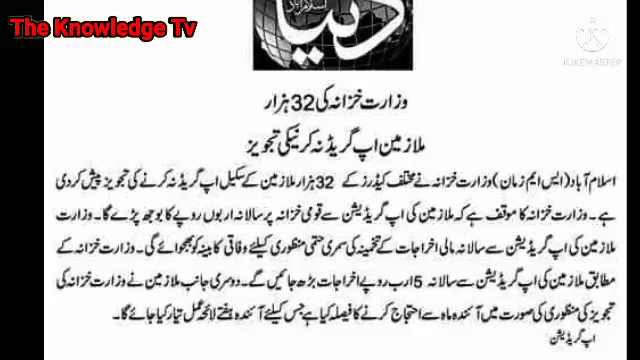 The Knowledge Tv
دنیا
اسلام آباد
KINEMASTER
وزارت خزانہ کی 32 ہزار
ملازمین اپ گریڈ نہ کرنیکی تجویز
اسلام آباد (ایس ایم زمان) وزارت خزانہ نے مختلف کیڈرز کے 32 ہزار ملازمین کے سکیل اپ گریڈ نہ کرنے کی تجویز پیش کر دی
ہے۔ وزارت خزانہ کا موقف ہے کہ ملازمین کی اپ گریڈیشن سے قومی خزانہ پر سالانہ اربوں روپے کا بوجھ پڑے گا۔ وزارت
ملازمین کی اپ گریڈیشن سے سالانہ مالی اخراجات کے تخمینہ کی سمری حتمی منظوری کیلئے وفاقی کابینہ کو بھجوائے گی۔ وزارت خزانہ کے
مطابق ملازمین کی اپ گریڈیشن سے سالانہ 5 ارب روپے اخراجات بڑھ جائیں گے۔ دوسری جانب ملازمین نے وزارت خزانہ کی
تجویز کی منظوری کی صورت میں آئندہ ماہ سے احتجاج کرنے کا فیصلہ کیا ہے جس کیلئے آئندہ ہفتے لائحہ عمل تیار کیا جائے گا۔
اپ گریڈیشن